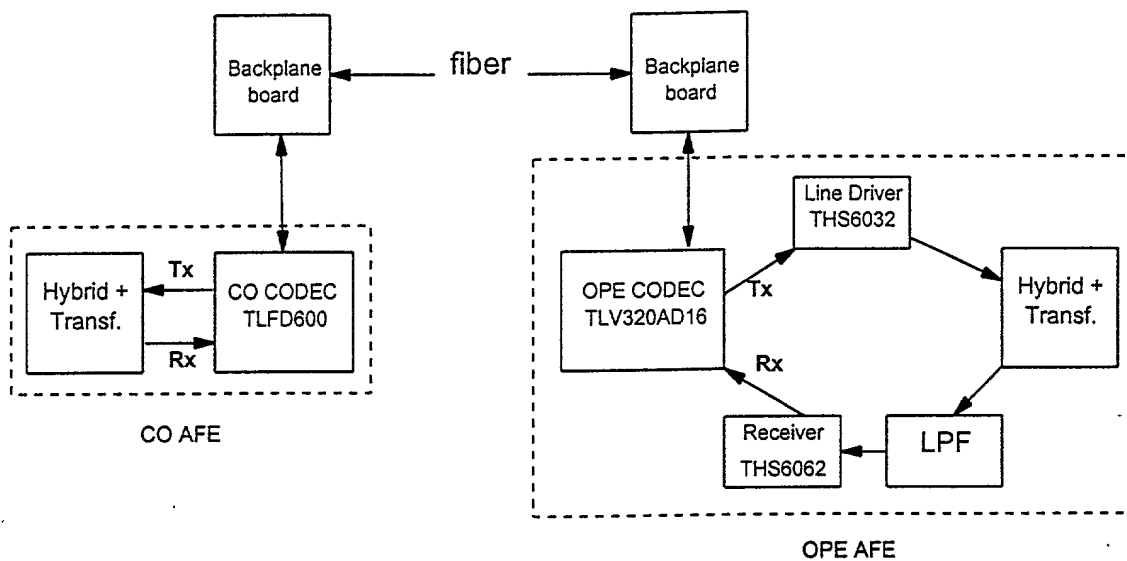 Backplane
board
fiber
Backplane
board
Hybrid +
Transf.
Tx
Rx
CO CODEC
TLFD600
CO AFE
OPE CODEC
TLV320AD16
Tx
Rx
Line Driver
THS6032
Hybrid +
Transf.
LPF
Receiver
THS6062
OPE AFE